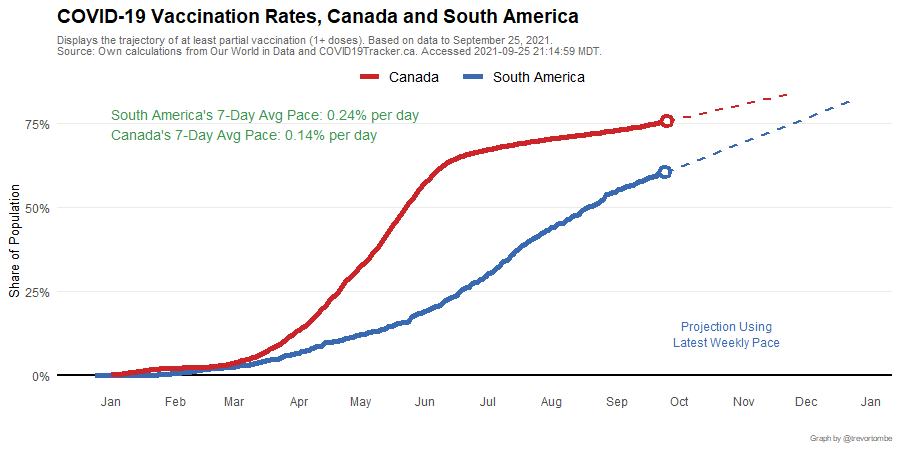 COVID-19 Vaccination Rates, Canada and South America
Displays the trajectory of at least partial vaccination (1+ doses). Based on data to September 25, 2021.
Source: Own calculations from Our World in Data and COVID19Tracker.ca. Accessed 2021-09-25 21:14:59 MDT.
Canada South America
South America's 7-Day Avg Pace: 0.24% per day
Canada's 7-Day Avg Pace: 0.14% per day
75%
50%
25%
0%
Share of Population
Projection Using
Latest Weekly Pace
Jan Feb Mar Apr May Jun Jul Aug Sep Oct Nov Dec Jan
Graph by @trevortombe